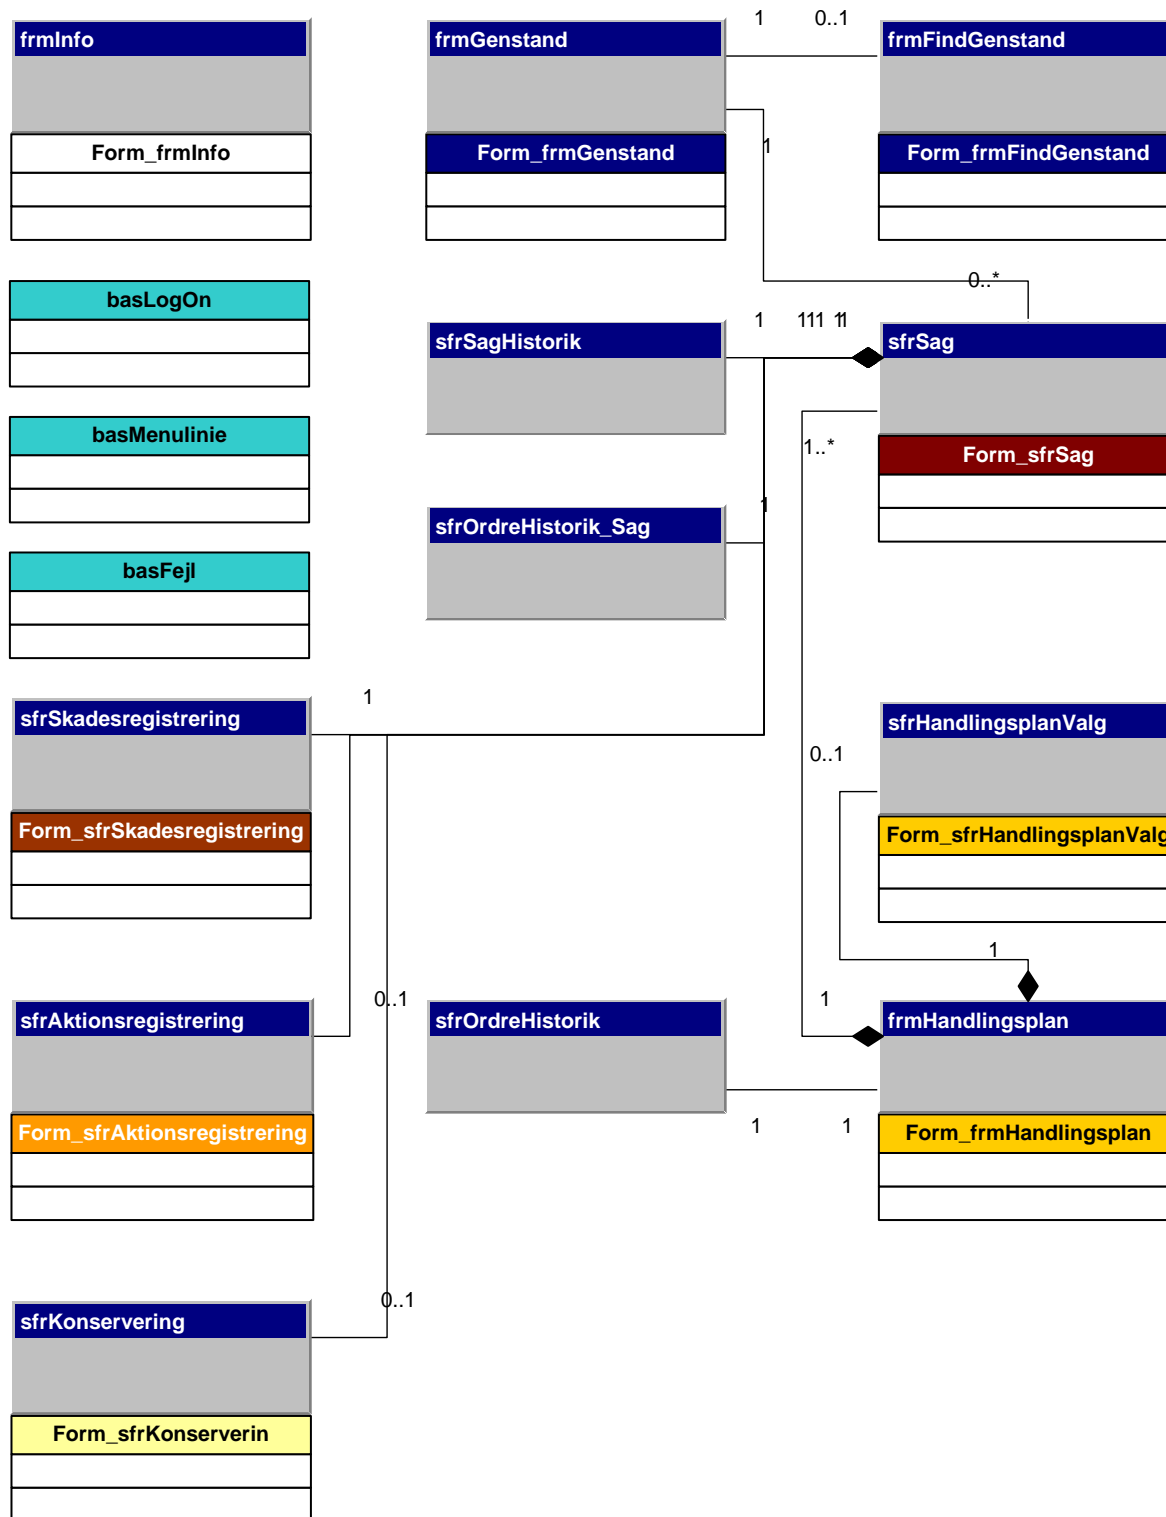 1 0..1
frmInfo frmGenstand frmFindGenstand
Form_frmInfo Form_frmGenstand Form_frmFindGenstand
1
0..*
basLogOn
1 111 11
sfrSagHistorik sfrSag
basMenulinie
1..* Form_sfrSag
1
sfrOrdreHistorik_Sag
basFejl
1
sfrSkadesregistrering sfrHandlingsplanValg
0..1
Form_sfrSkadesregistrering Form_sfrHandlingsplanValg
1
0..1 1
sfrAktionsregistrering sfrOrdreHistorik frmHandlingsplan
1 1
Form_sfrAktionsregistrering Form_frmHandlingsplan
0..1
sfrKonservering
Form_sfrKonserverin